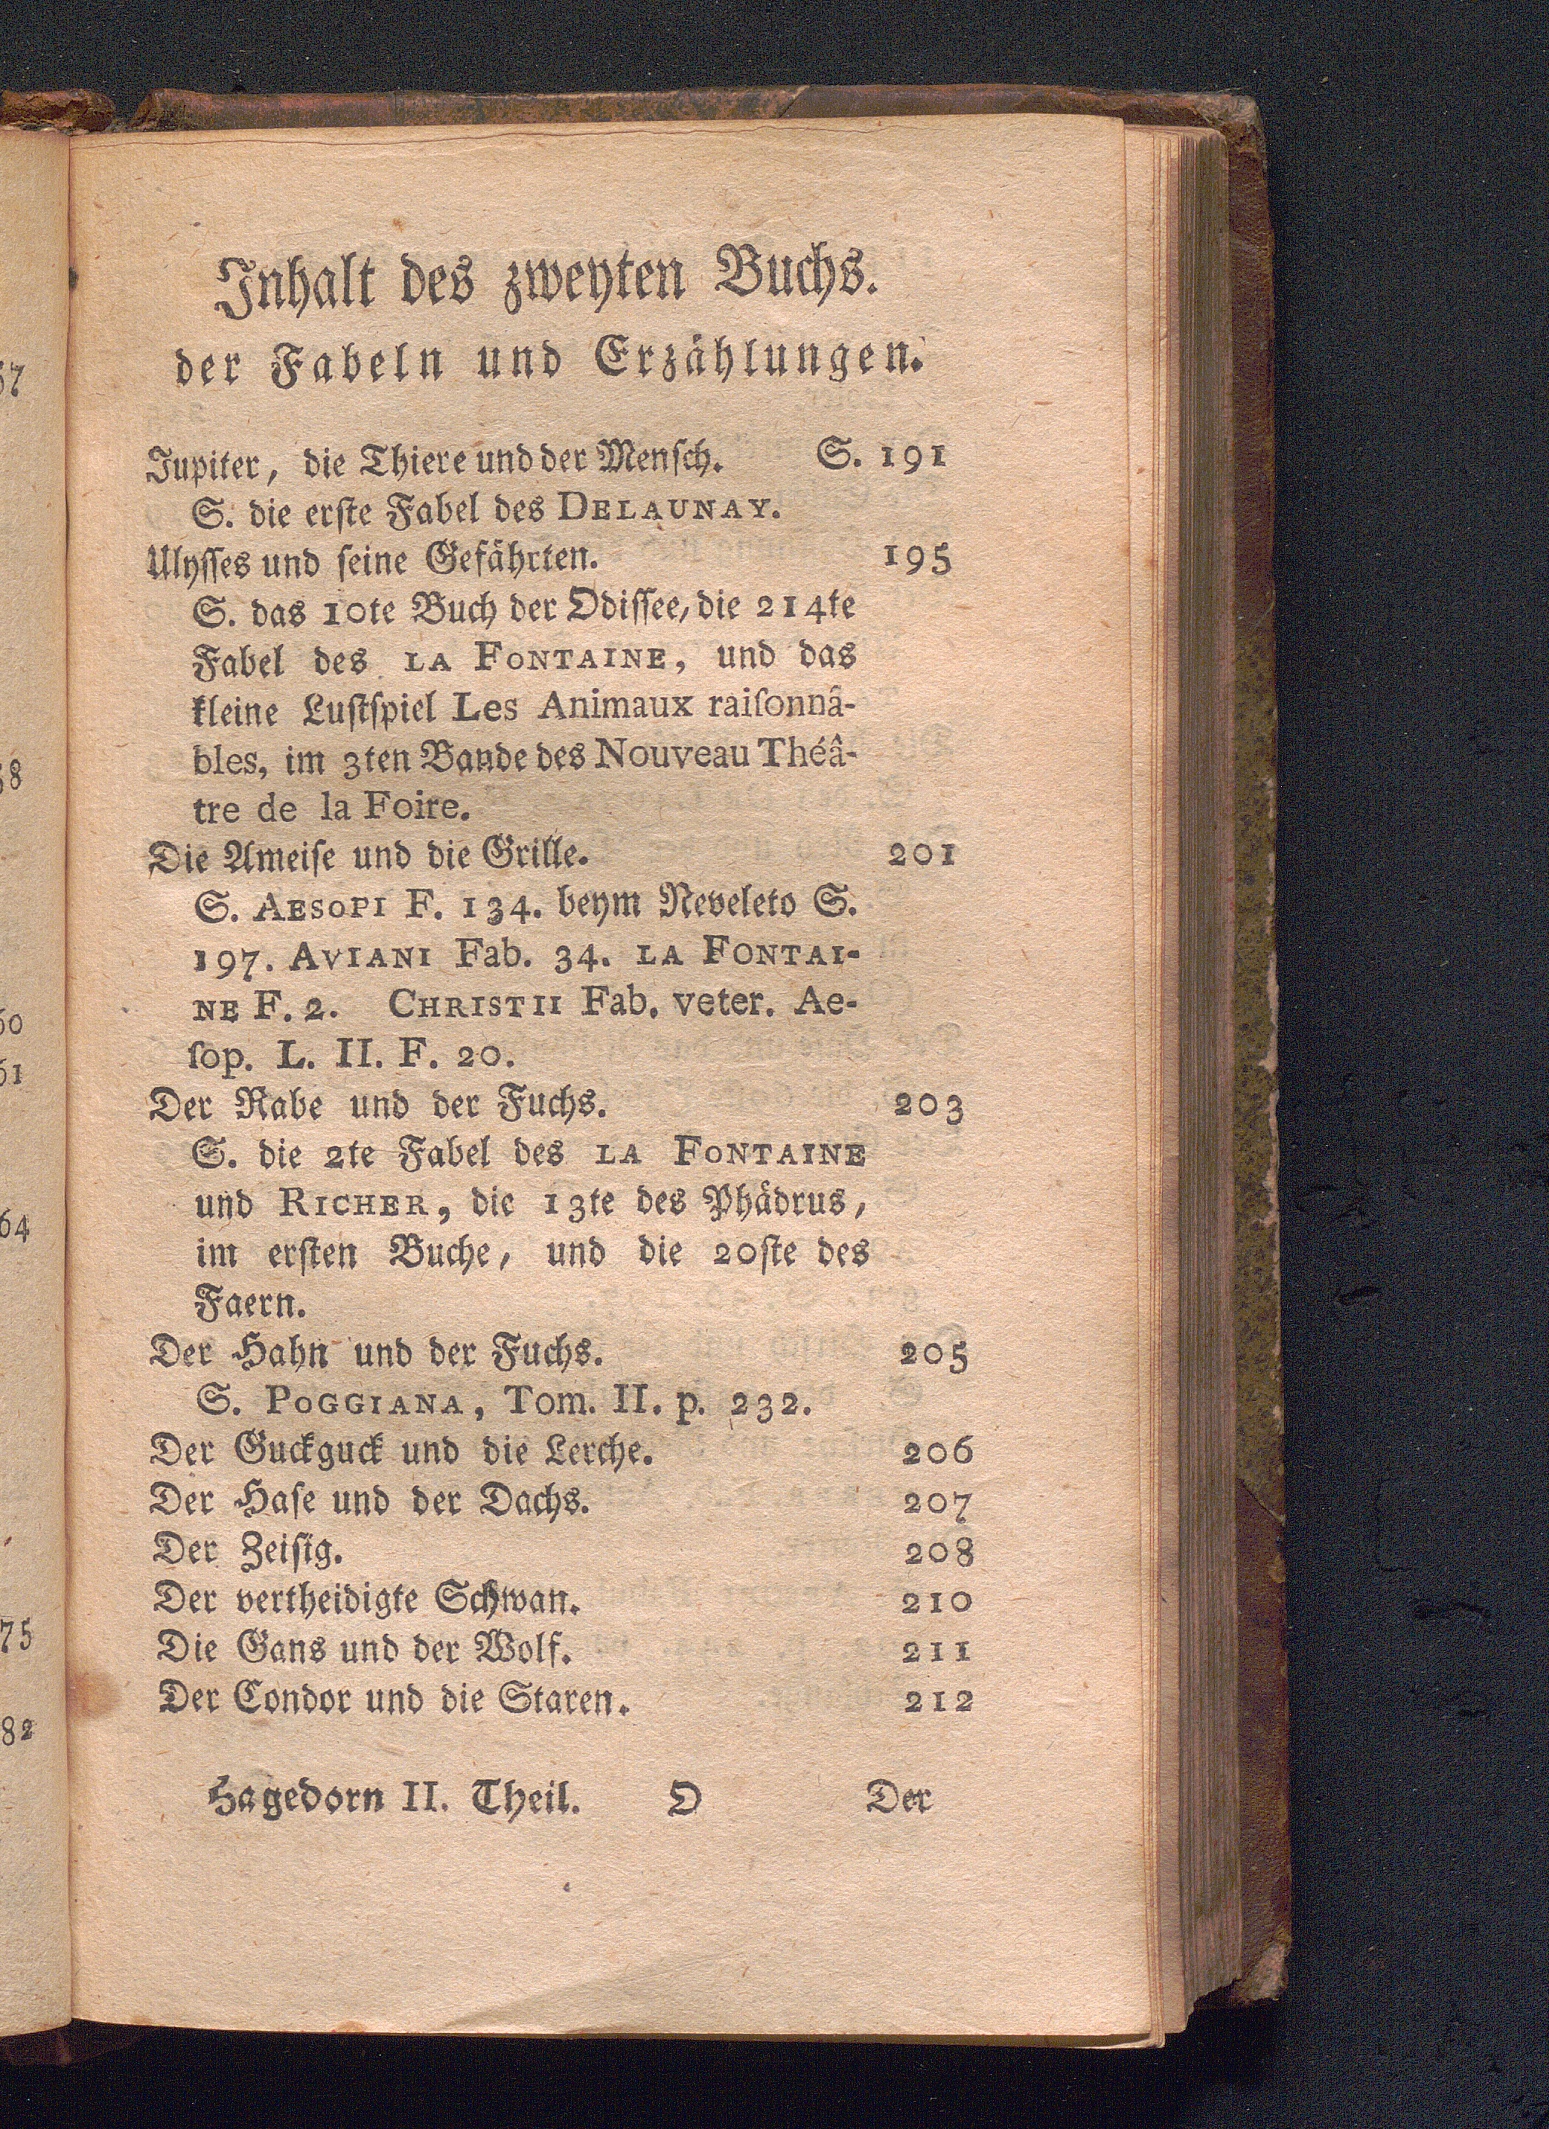 Inhalt des zweyten Buchs.
der Fabeln und Erzählungen.
Jupiter, die Thiere und der Menſch. S. 191
S. die erſte Fabel des DELAUNAY.
Ulyſſes und ſeine Gefährten. 195
S. das 10te Buch der Odiſſee, die 214te
Fabel des LA FONTAINE, und das
kleine Luſtſpiel Les Animaux raiſonnâ-
bles, im 3ten Bande des Nouveau Théâ-
tre de la Foire.
Die Ameiſe und die Grille. 201
S. AESOPI F. 134. beym Neveleto S.
197. AVIANI Fab. 34. LA FONTAI-
NE F. 2. CHRISTII Fab. veter. Ae-
ſop. L. II. F. 20.
Der Rabe und der Fuchs. 203
S. die 2te Fabel des LA FONTAINE
und RICHER, die 13te des Phädrus,
im erſten Buche, und die 20ſte des
Faern.
Der Hahn und der Fuchs. 205
S. POGGIANA, Tom. II. p. 232.
Der Guckguck und die Lerche. 206
Der Haſe und der Dachs. 207
Der Zeiſig. 208
Der vertheidigte Schwan. 210
Die Gans und der Wolf. 211
Der Condor und die Staren. 212
Hagedorn II. Theil. O Der